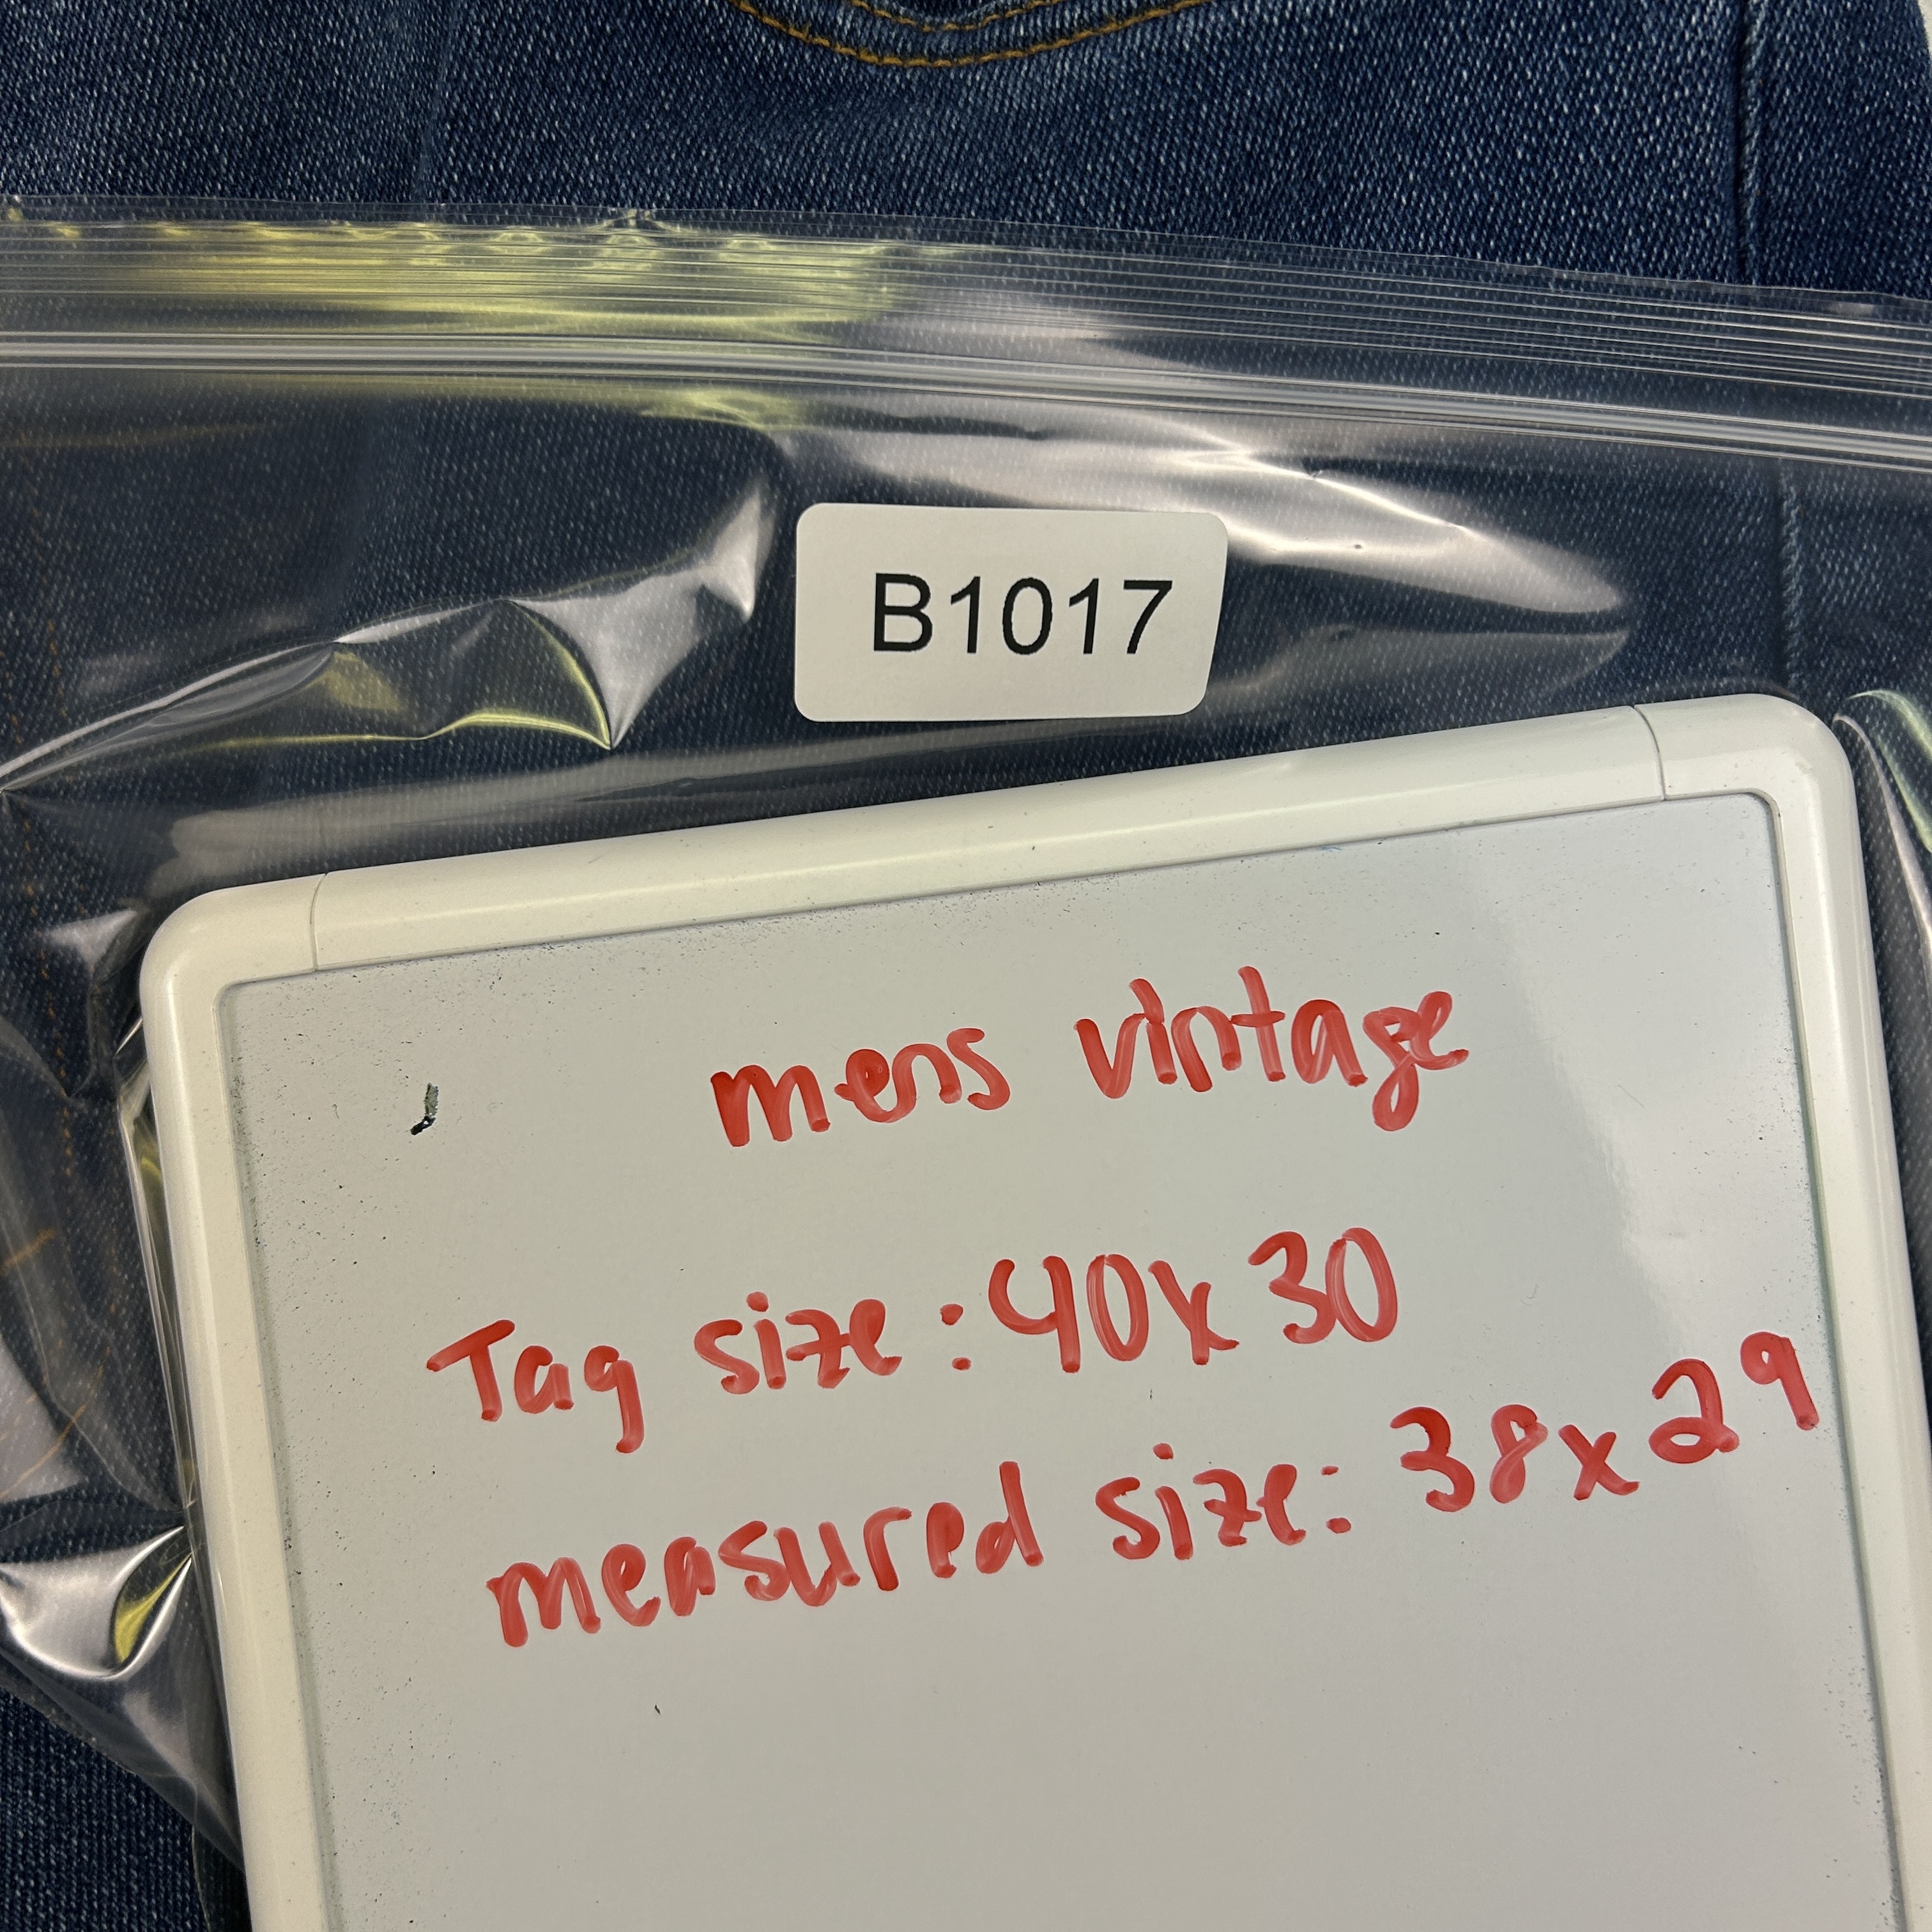 B1017
mens vintage
Tag size: 40x30
measured size: 38x29